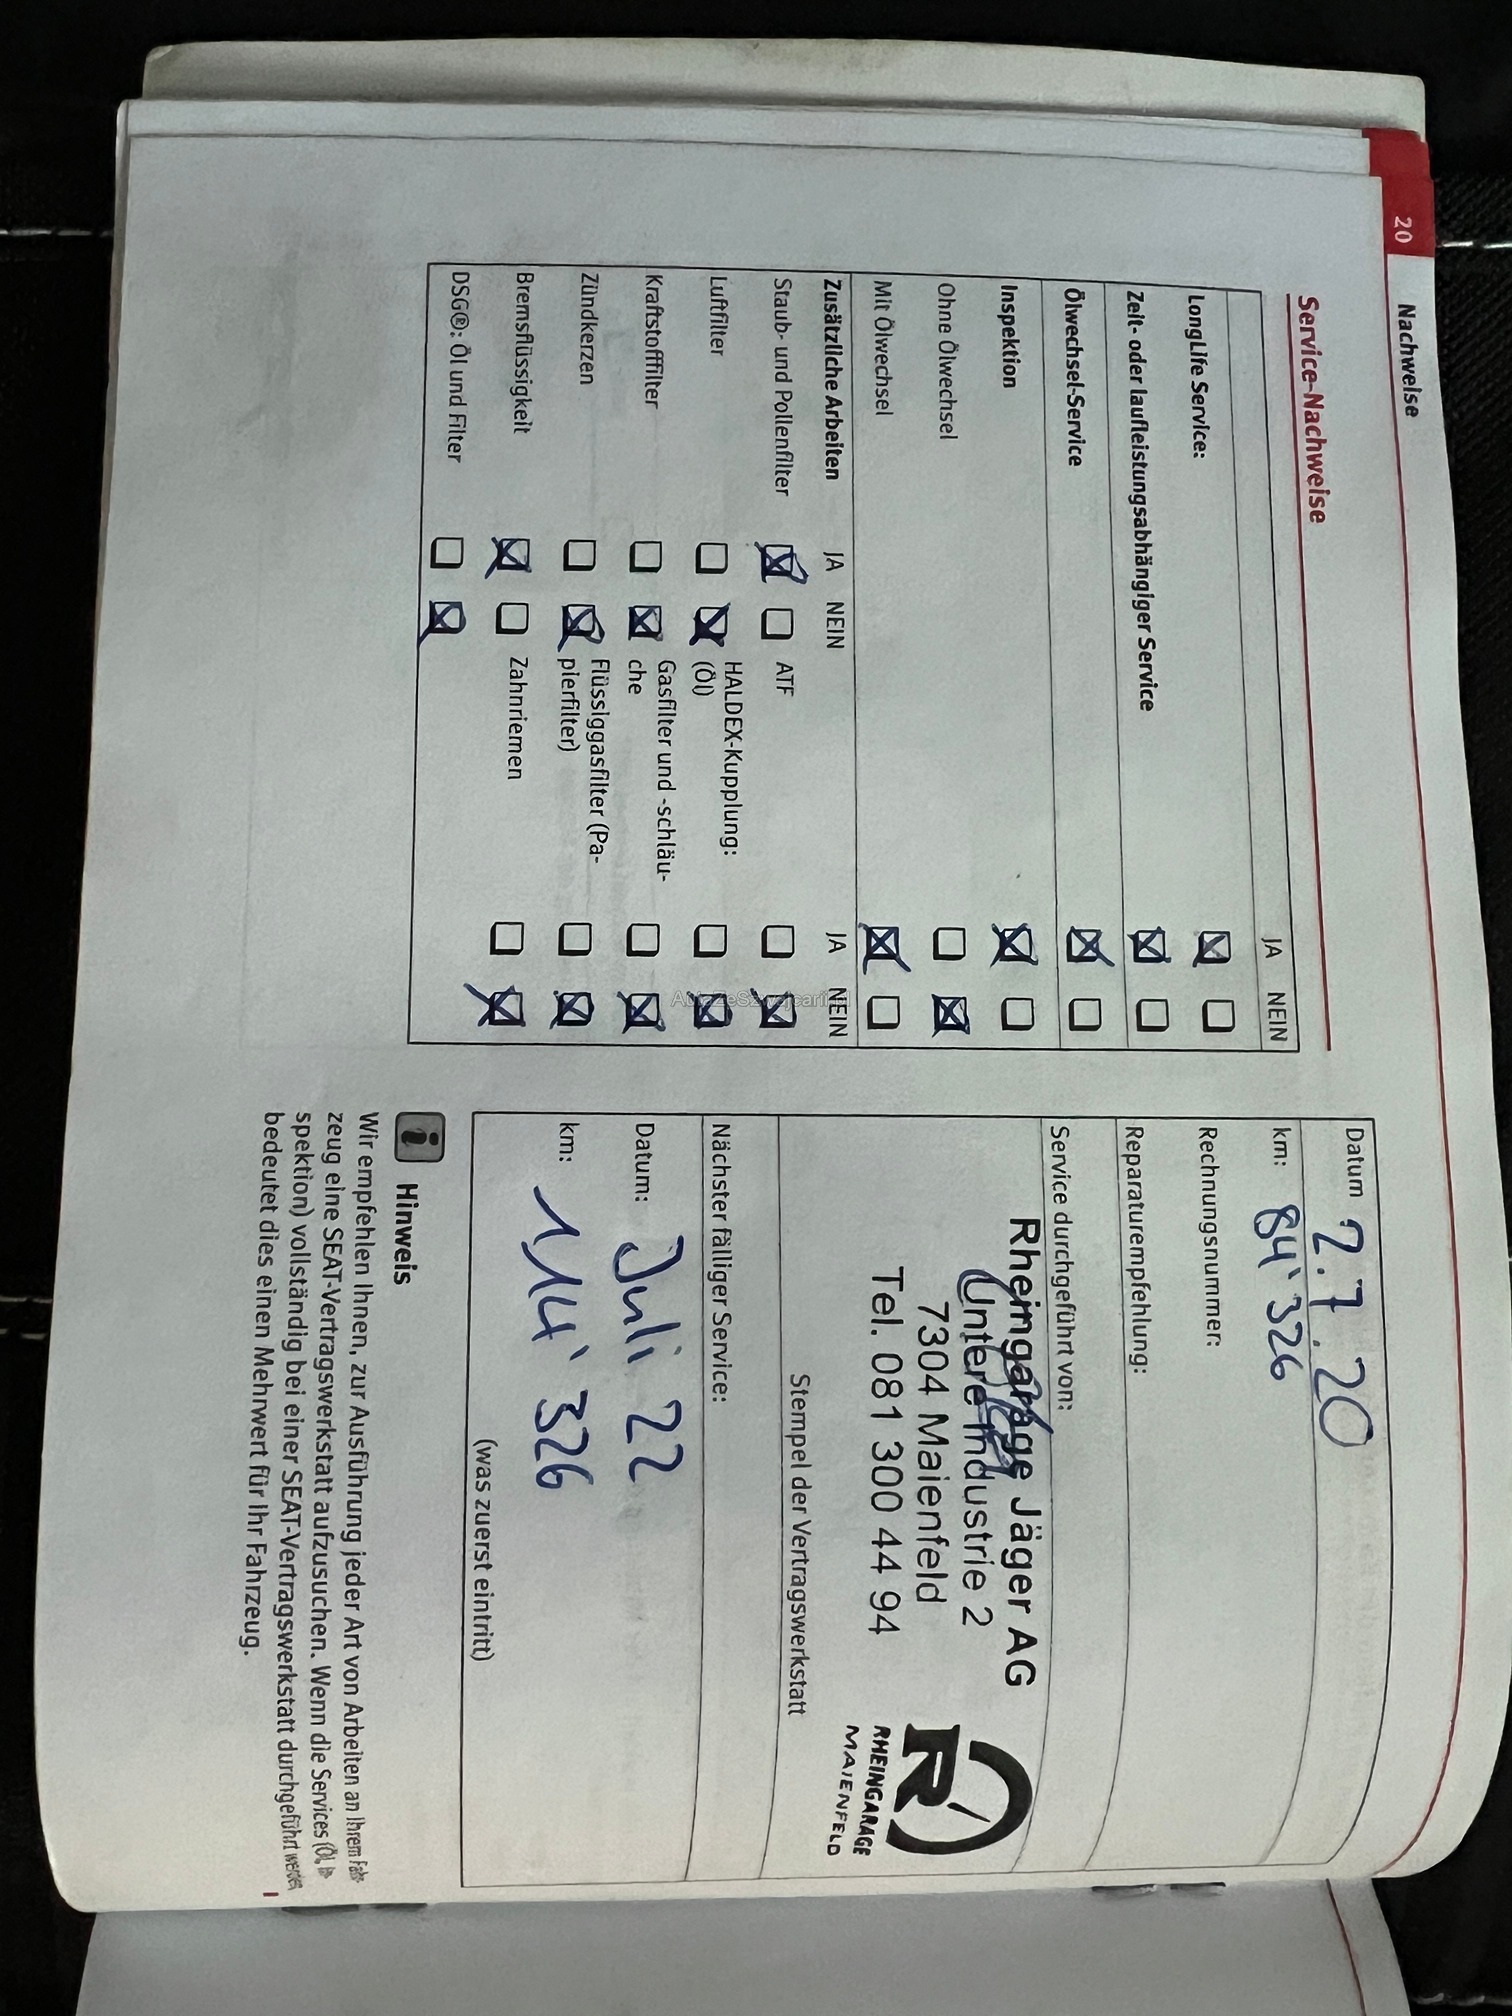 20 Nachweise
Service-Nachweise
JA NEIN
LongLife Service: ☒ ☐
Zeit- oder laufleistungsabhängiger Service ☒ ☐
Ölwechsel-Service ☒ ☐
Inspektion ☒ ☐
Ohne Ölwechsel ☐ ☒
Mit Ölwechsel ☒ ☐
Zusätzliche Arbeiten JA NEIN JA NEIN
Staub- und Pollenfilter ☒ ☐ ATF ☐ ☒
Luftfilter ☐ ☒ HALDEX-Kupplung:
(Öl) ☐ ☒
Kraftstofffilter ☐ ☒ Gasfilter und -schläu-
che ☐ ☒
Zündkerzen ☐ ☒ Flüssiggasfilter (Pa-
pierfilter) ☐ ☒
Bremsflüssigkeit ☒ ☐ Zahnriemen ☐ ☒
DSG®: Öl und Filter ☐ ☒
Datum 2.7.20
km: 84'326
Rechnungsnummer:
Reparaturempfehlung:
Service durchgeführt von:
Rheingarage Jäger AG
Untere Industrie 2
7304 Maienfeld
Tel. 081 300 44 94
R
RHEINGARAGE
MAIENFELD
Stempel der Vertragswerkstatt
Nächster fälliger Service:
Datum: Juli 22
km: 114'326
(was zuerst eintritt)
i Hinweis
Wir empfehlen Ihnen, zur Ausführung jeder Art von Arbeiten an Ihrem Fahr-
zeug eine SEAT-Vertragswerkstatt aufzusuchen. Wenn die Services (Öl, In-
spektion) vollständig bei einer SEAT-Vertragswerkstatt durchgeführt werden
bedeutet dies einen Mehrwert für Ihr Fahrzeug.